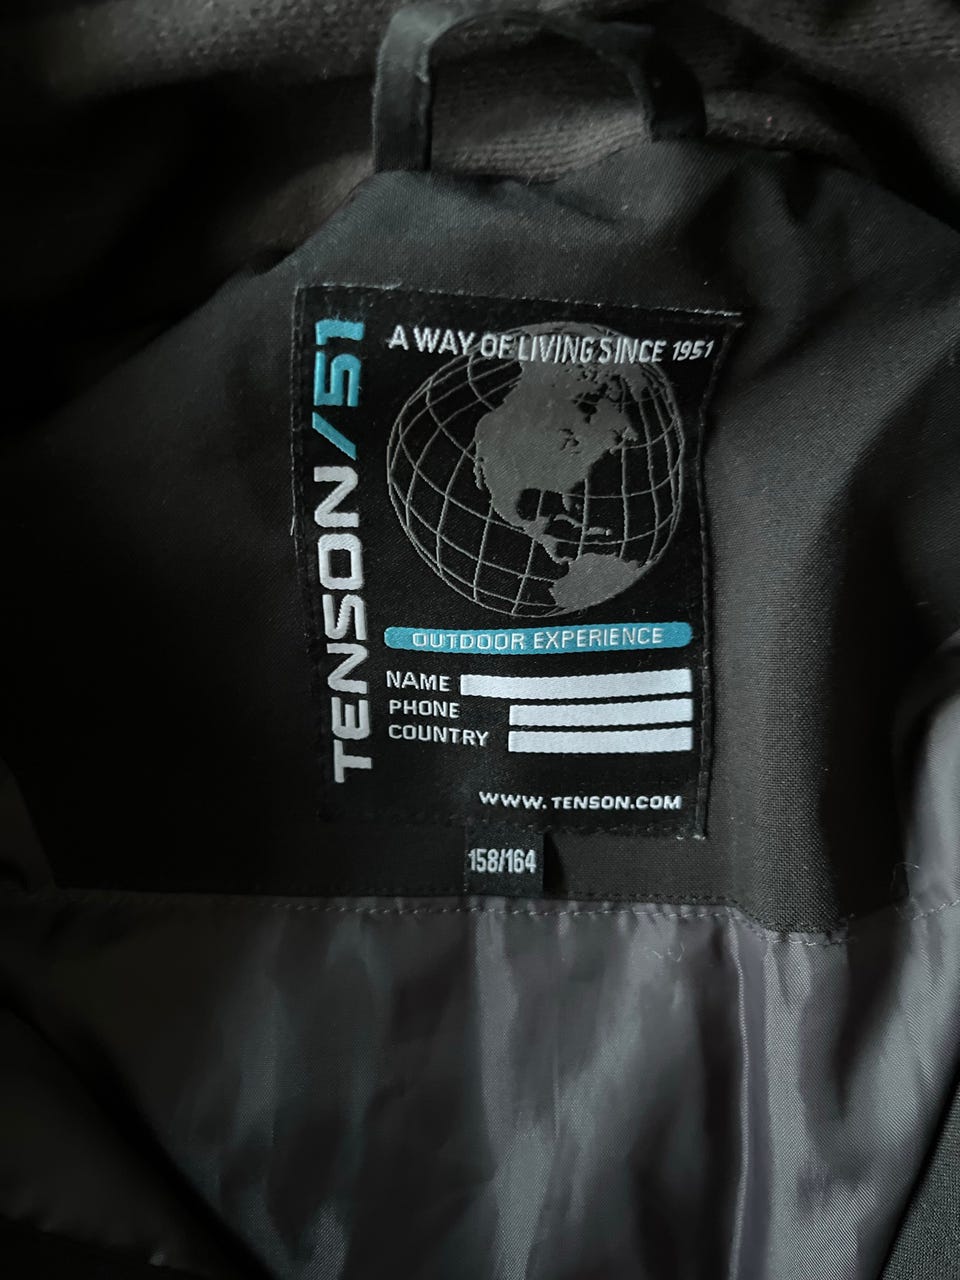 TENSON/51
A WAY OF LIVING SINCE 1951
OUTDOOR EXPERIENCE
NAME
PHONE
COUNTRY
WWW.TENSON.COM
158/164